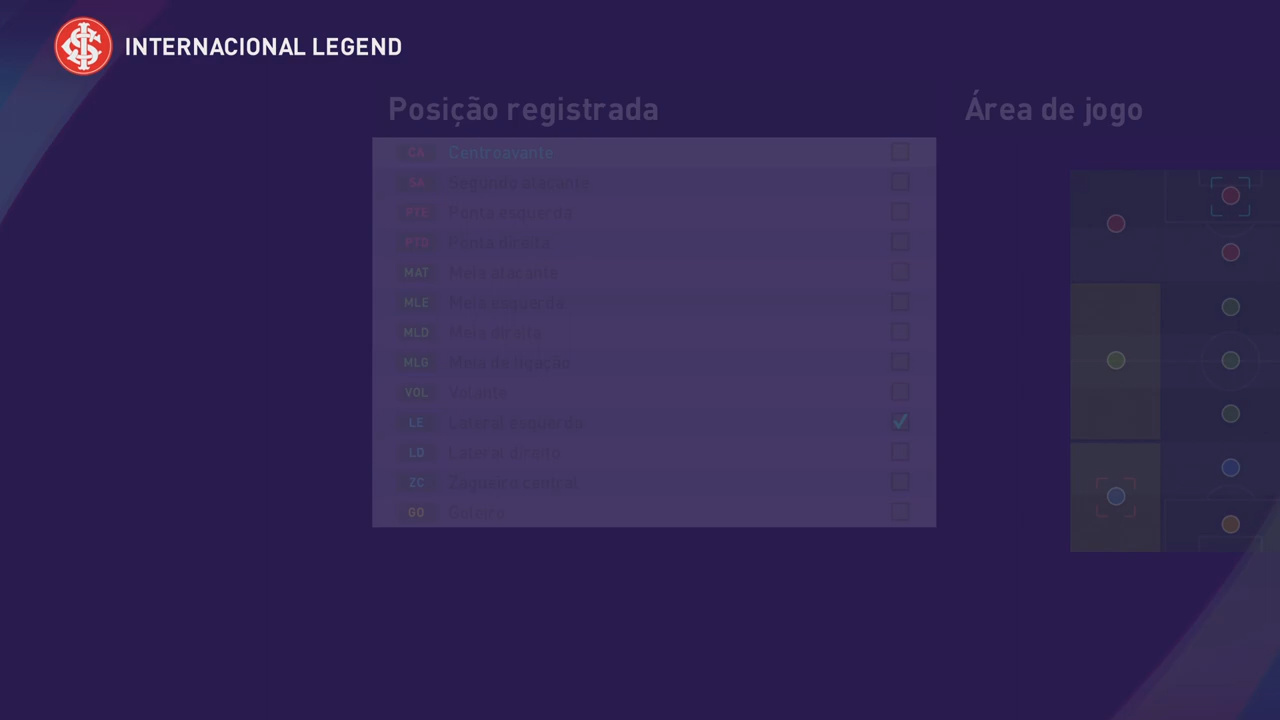 INTERNACIONAL LEGEND
Posição registrada
Área de jogo
CA Centroavante
SA Segundo atacante
PTE Ponta esquerda
PTD Ponta direita
MAT Meia atacante
MLE Meia esquerda
MLD Meia direita
MLG Meia de ligação
VOL Volante
LE Lateral esquerdo
LD Lateral direito
ZC Zagueiro central
GO Goleiro